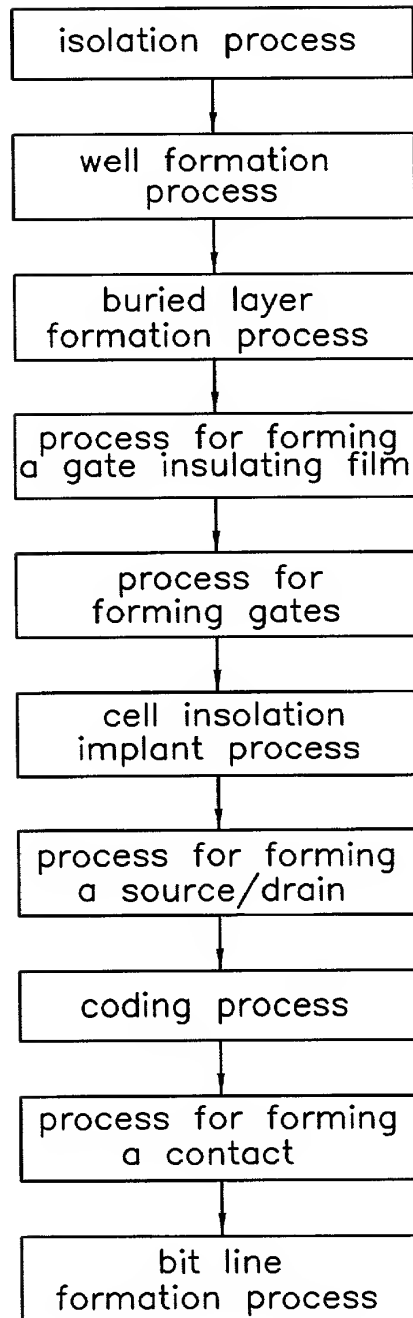 isolation process
well formation
process
buried layer
formation process
process for forming
a gate insulating film
process for
forming gates
cell insolation
implant process
process for forming
a source/drain
coding process
process for forming
a contact
bit line
formation process